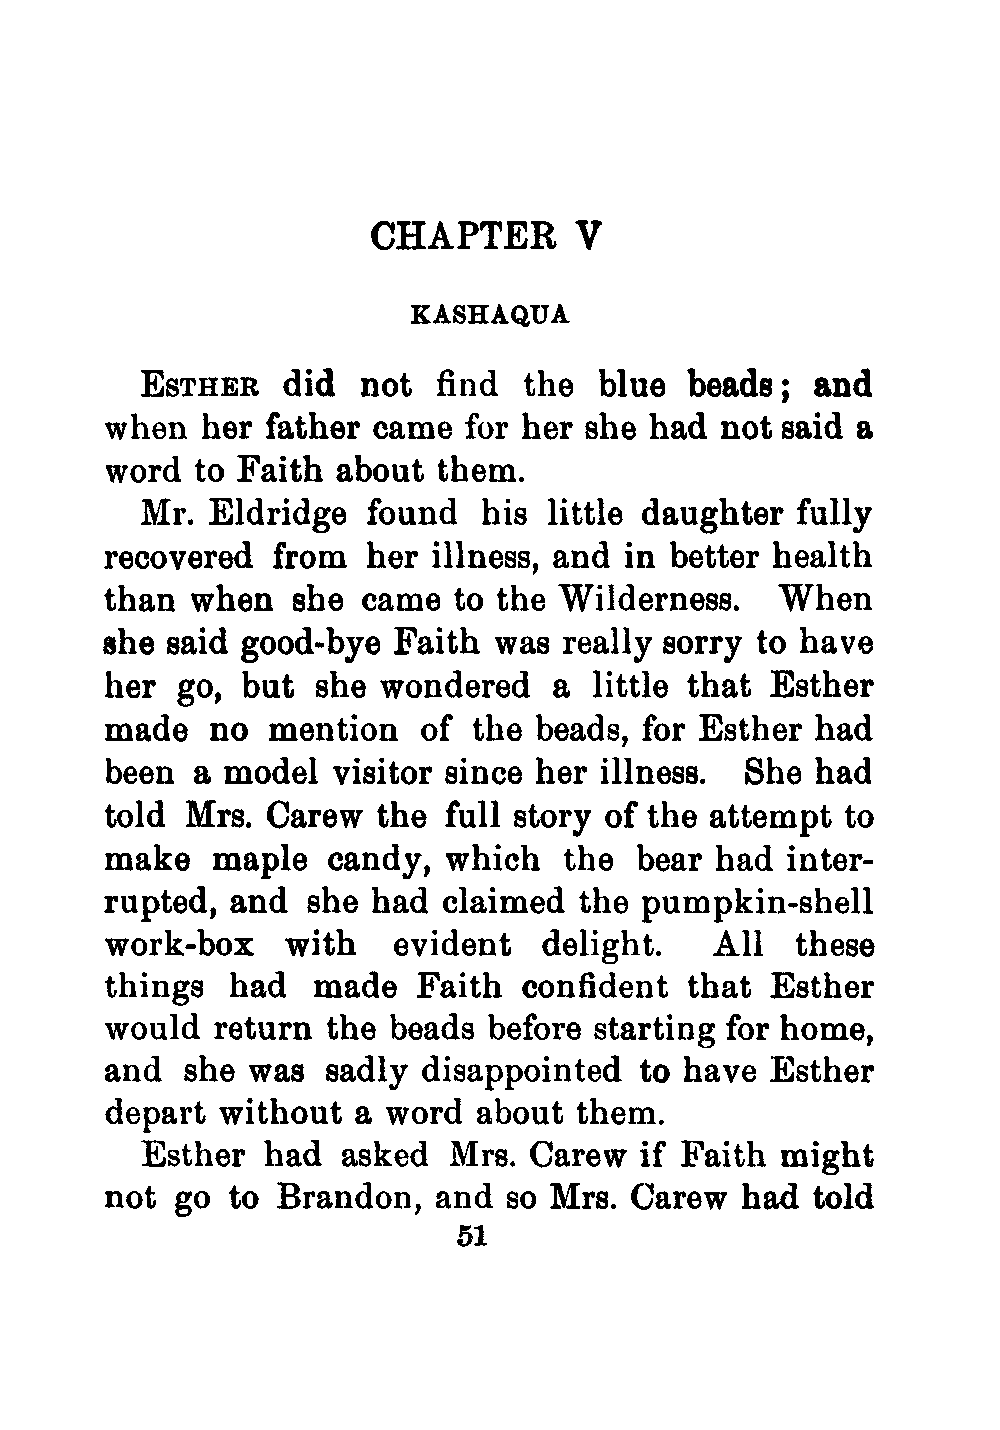 CHAPTER V
KASHAQUA
ESTHER did not find the blue beads; and
when her father came for her she had not said a
word to Faith about them.
Mr. Eldridge found his little daughter fully
recovered from her illness, and in better health
than when she came to the Wilderness. When
she said good-bye Faith was really sorry to have
her go, but she wondered a little that Esther
made no mention of the beads, for Esther had
been a model visitor since her illness. She had
told Mrs. Carew the full story of the attempt to
make maple candy, which the bear had inter-
rupted, and she had claimed the pumpkin-shell
work-box with evident delight. All these
things had made Faith confident that Esther
would return the beads before starting for home,
and she was sadly disappointed to have Esther
depart without a word about them.
Esther had asked Mrs. Carew if Faith might
not go to Brandon, and so Mrs. Carew had told
51